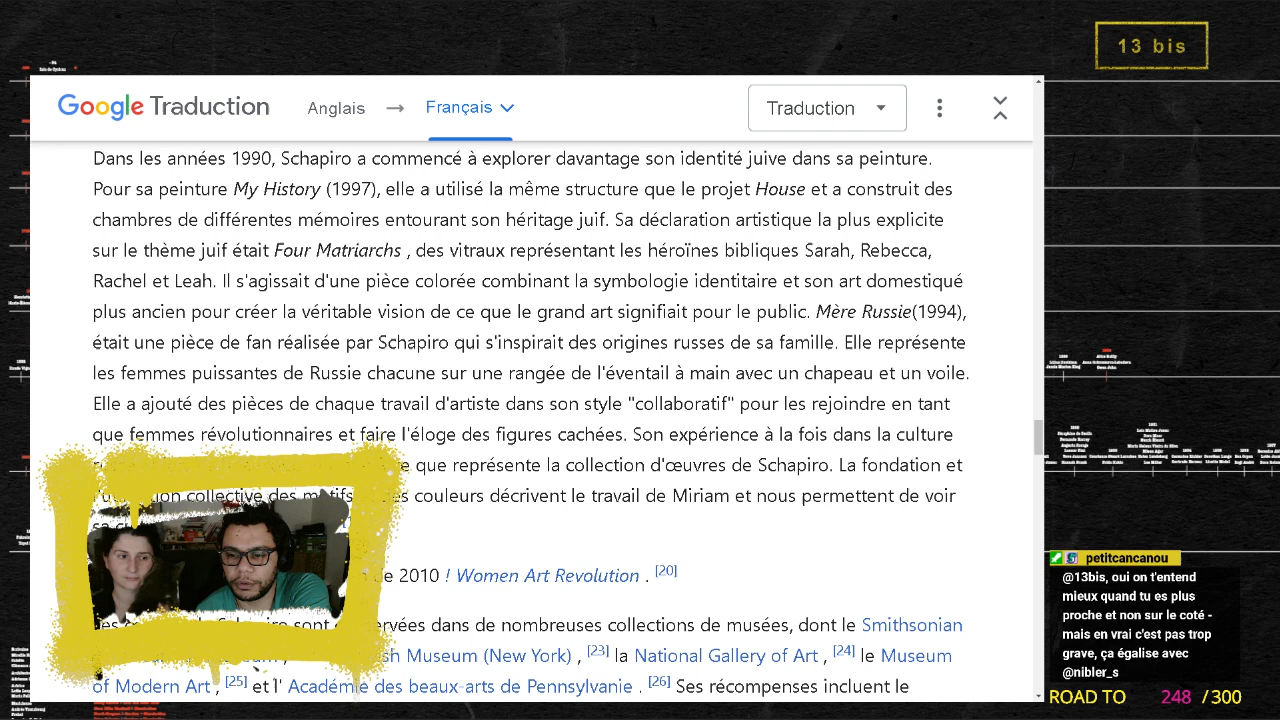 13 bis
Google Traduction Anglais → Français Traduction
Dans les années 1990, Schapiro a commencé à explorer davantage son identité juive dans sa peinture.
Pour sa peinture My History (1997), elle a utilisé la même structure que le projet House et a construit des
chambres de différentes mémoires entourant son héritage juif. Sa déclaration artistique la plus explicite
sur le thème juif était Four Matriarchs , des vitraux représentant les héroïnes bibliques Sarah, Rebecca,
Rachel et Leah. Il s'agissait d'une pièce colorée combinant la symbologie identitaire et son art domestiqué
plus ancien pour créer la véritable vision de ce que le grand art signifiait pour le public. Mère Russie(1994),
était une pièce de fan réalisée par Schapiro qui s'inspirait des origines russes de sa famille. Elle représente
les femmes puissantes de Russie, chacune sur une rangée de l'éventail à main avec un chapeau et un voile.
Elle a ajouté des pièces de chaque travail d'artiste dans son style "collaboratif" pour les rejoindre en tant
que femmes révolutionnaires et faire l'éloge des figures cachées. Son expérience à la fois dans la culture
que représente la collection d'œuvres de Schapiro. La fondation et
collective des couleurs décrivent le travail de Miriam et nous permettent de voir
de 2010 ! Women Art Revolution . [20]
Schapiro sont dans de nombreuses collections de musées, dont le Smithsonian
Museum (New York) , [23] la National Gallery of Art , [24] le Museum
of Modern Art , [25] et l' Académie des beaux-arts de Pennsylvanie . [26] Ses récompenses incluent le
petitcancanou
@13bis, oui on t'entend
mieux quand tu es plus
proche et non sur le coté -
mais en vrai c'est pas trop
grave, ça égalise avec
@nibler_s
ROAD TO 248 /300